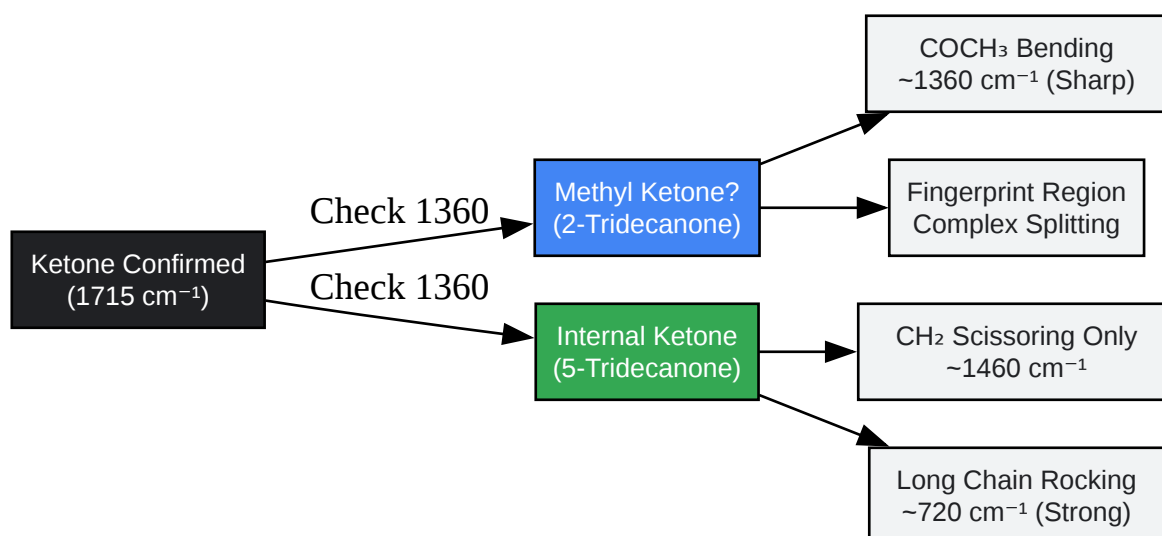 COCH₃ Bending
~1360 cm⁻¹ (Sharp)
Check 1360
Methyl Ketone?
(2-Tridecanone)
Fingerprint Region
Complex Splitting
Ketone Confirmed
(1715 cm⁻¹)
Check 1360
Internal Ketone
(5-Tridecanone)
CH₂ Scissoring Only
~1460 cm⁻¹
Long Chain Rocking
~720 cm⁻¹ (Strong)